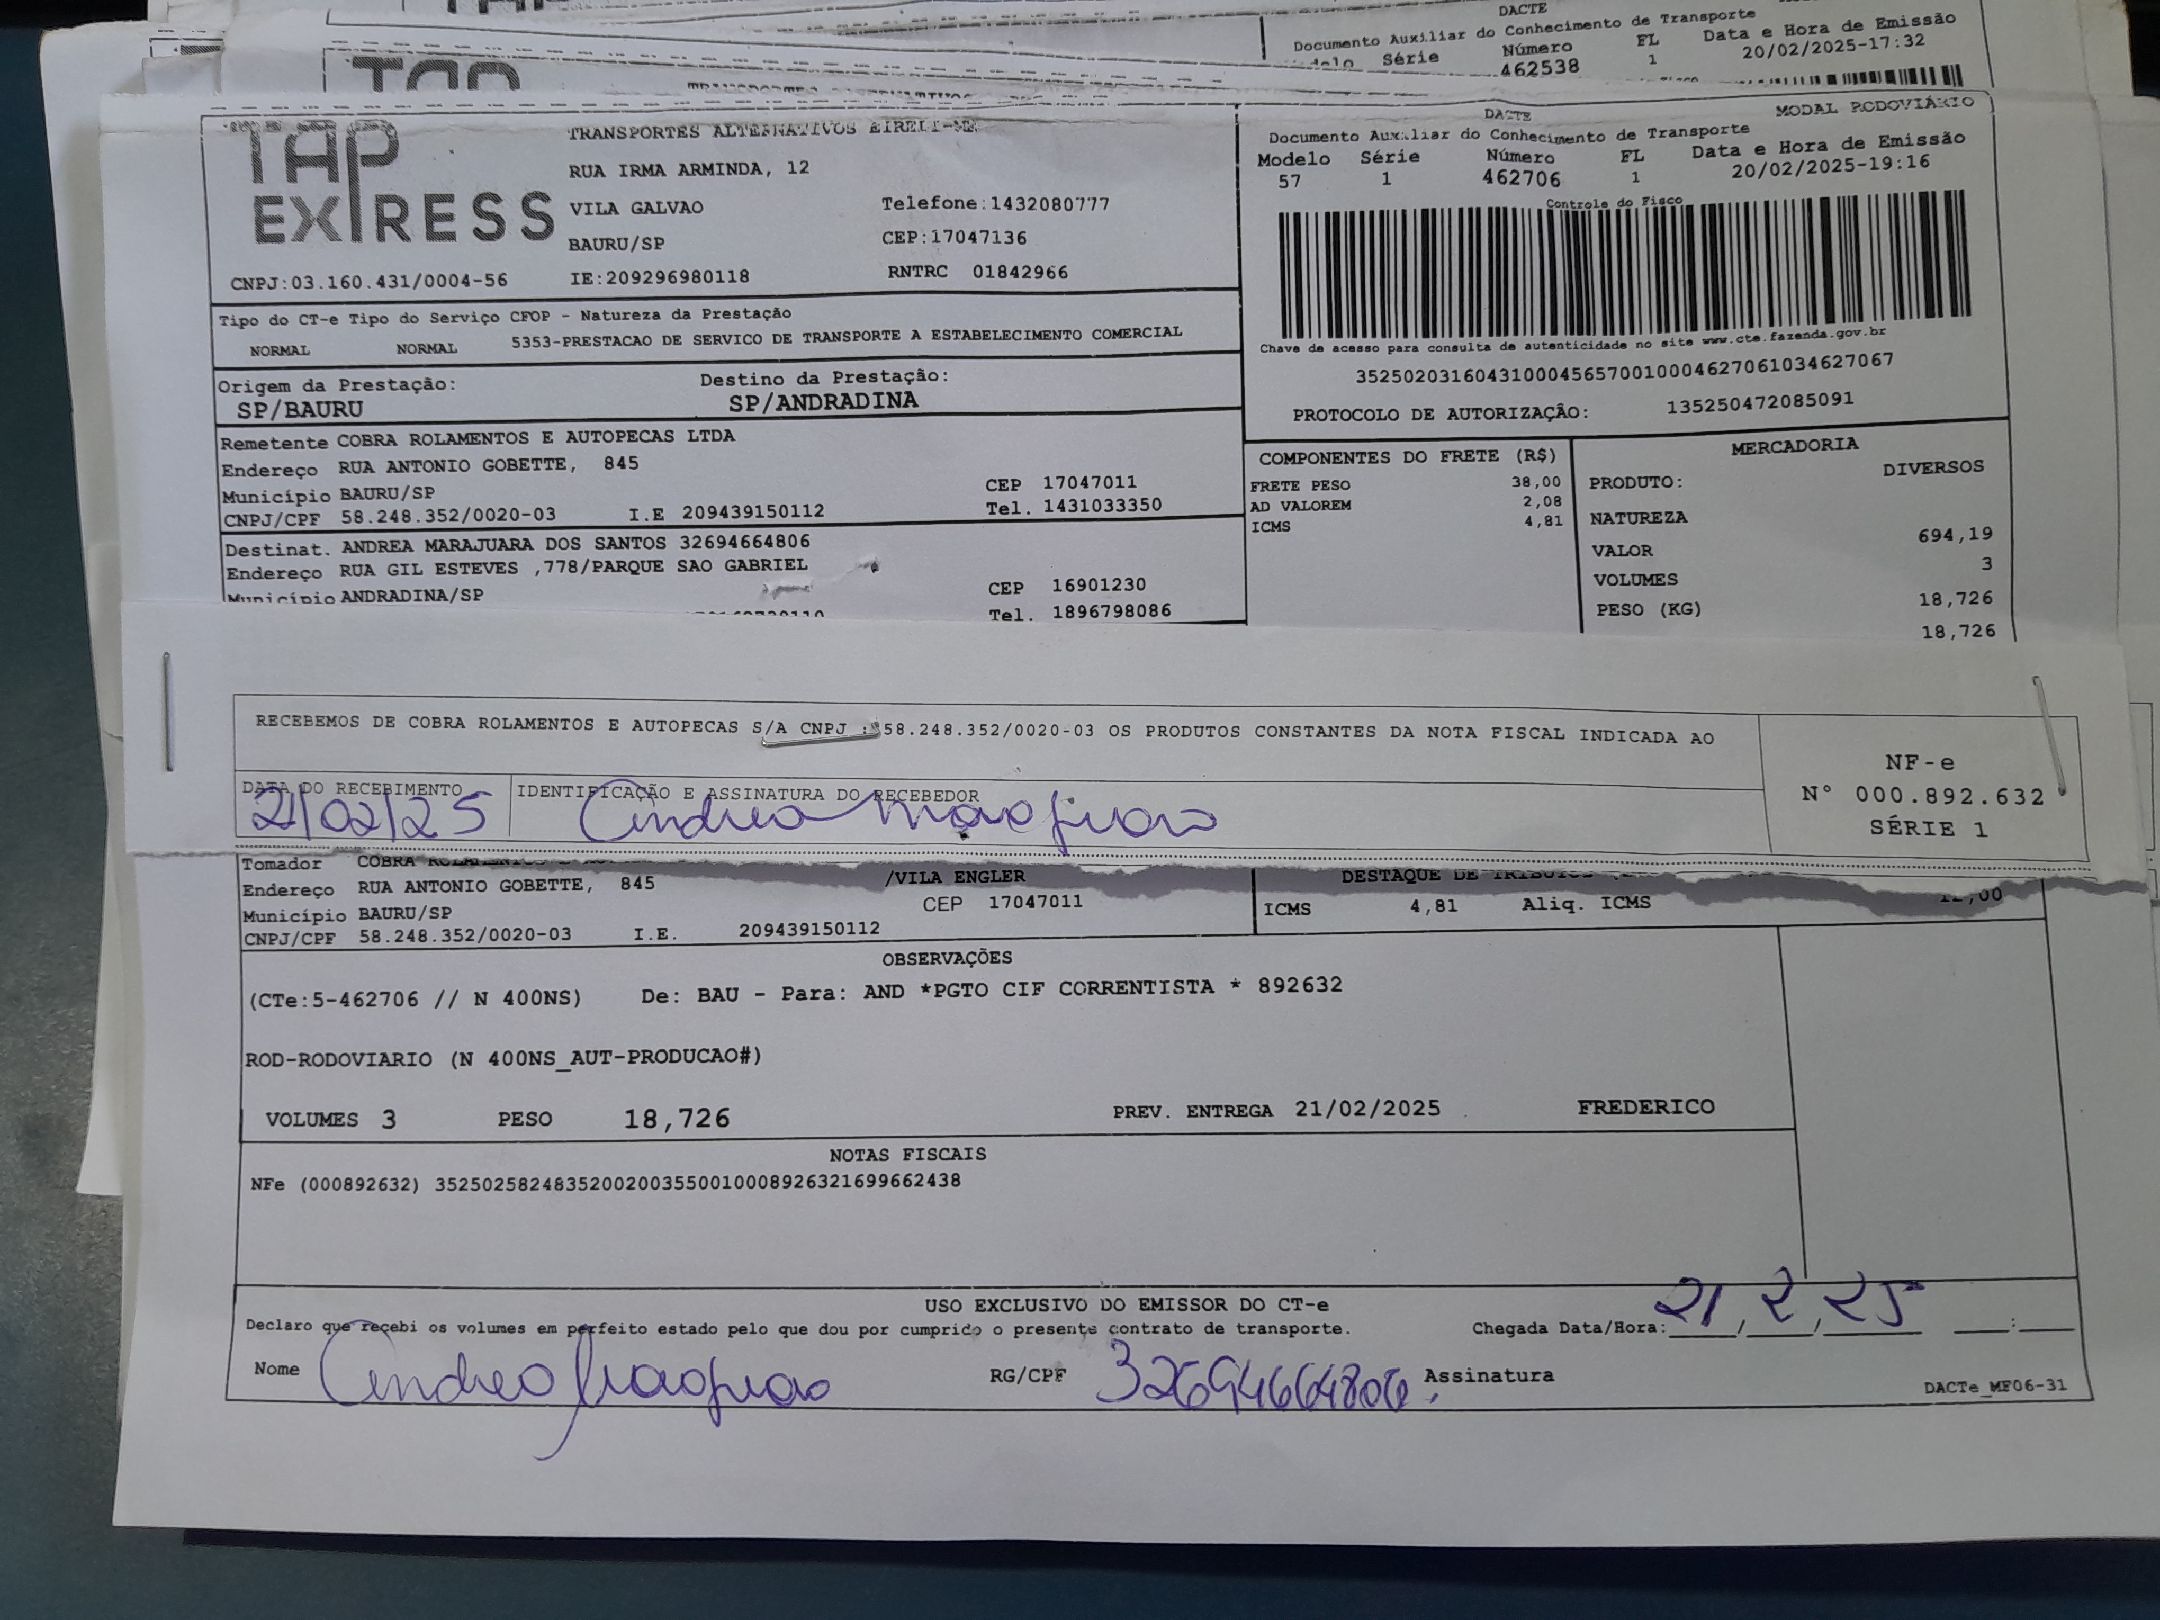 DACTE
Documento Auxiliar do Conhecimento de Transporte
Série Número FL Data e Hora de Emissão
462538 1 20/02/2025-17:32
TAP EXPRESS
TRANSPORTES ALTERNATIVOS EIRELI-ME
RUA IRMA ARMINDA, 12
VILA GALVAO Telefone:1432080777
BAURU/SP CEP:17047136
CNPJ:03.160.431/0004-56 IE:209296980118 RNTRC 01842966
DACTE MODAL RODOVIÁRIO
Documento Auxiliar do Conhecimento de Transporte
Modelo Série Número FL Data e Hora de Emissão
57 1 462706 1 20/02/2025-19:16
Controle do Fisco
Chave de acesso para consulta de autenticidade no site www.cte.fazenda.gov.br
35250203160431000456570010004627061034627067
PROTOCOLO DE AUTORIZAÇÃO: 135250472085091
Tipo do CT-e Tipo do Serviço CFOP - Natureza da Prestação
NORMAL NORMAL 5353-PRESTACAO DE SERVICO DE TRANSPORTE A ESTABELECIMENTO COMERCIAL
Origem da Prestação: Destino da Prestação:
SP/BAURU SP/ANDRADINA
Remetente COBRA ROLAMENTOS E AUTOPECAS LTDA
Endereço RUA ANTONIO GOBETTE, 845
Município BAURU/SP CEP 17047011
CNPJ/CPF 58.248.352/0020-03 I.E 209439150112 Tel. 1431033350
Destinat. ANDREA MARAJUARA DOS SANTOS 32694664806
Endereço RUA GIL ESTEVES ,778/PARQUE SAO GABRIEL
Município ANDRADINA/SP CEP 16901230
Tel. 1896798086
COMPONENTES DO FRETE (R$)
FRETE PESO 38,00
AD VALOREM 2,08
ICMS 4,81
MERCADORIA
PRODUTO: DIVERSOS
NATUREZA
VALOR 694,19
VOLUMES 3
PESO (KG) 18,726
18,726
RECEBEMOS DE COBRA ROLAMENTOS E AUTOPECAS S/A CNPJ : 58.248.352/0020-03 OS PRODUTOS CONSTANTES DA NOTA FISCAL INDICADA AO
NF-e
N° 000.892.632
SÉRIE 1
DATA DO RECEBIMENTO IDENTIFICAÇÃO E ASSINATURA DO RECEBEDOR
21/02/25 Andrea
Tomador COBRA ROLAMENTOS
Endereço RUA ANTONIO GOBETTE, 845 /VILA ENGLER
Município BAURU/SP CEP 17047011
CNPJ/CPF 58.248.352/0020-03 I.E. 209439150112
DESTAQUE DE TRIBUTOS
ICMS 4,81 Aliq. ICMS 12,00
OBSERVAÇÕES
(CTe:5-462706 // N 400NS) De: BAU - Para: AND *PGTO CIF CORRENTISTA * 892632
ROD-RODOVIARIO (N 400NS_AUT-PRODUCAO#)
VOLUMES 3 PESO 18,726 PREV. ENTREGA 21/02/2025 FREDERICO
NOTAS FISCAIS
NFe (000892632) 35250258248352002003550010008926321699662438
USO EXCLUSIVO DO EMISSOR DO CT-e
Declaro que recebi os volumes em perfeito estado pelo que dou por cumprido o presente contrato de transporte. Chegada Data/Hora: 21/2/25 :
Nome Andrea RG/CPF 32694664806 Assinatura
DACTe_MF06-31